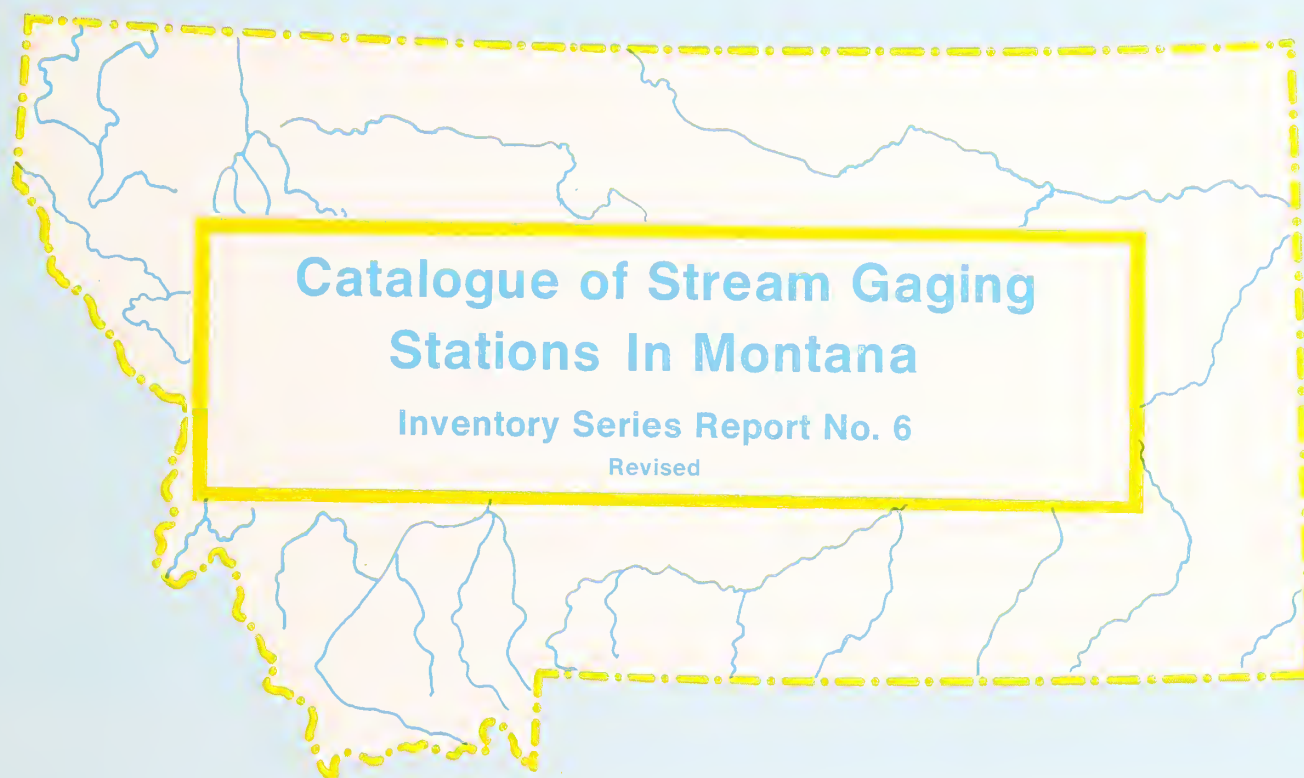 Catalogue of Stream Gaging
Stations In Montana
Inventory Series Report No. 6
Revised